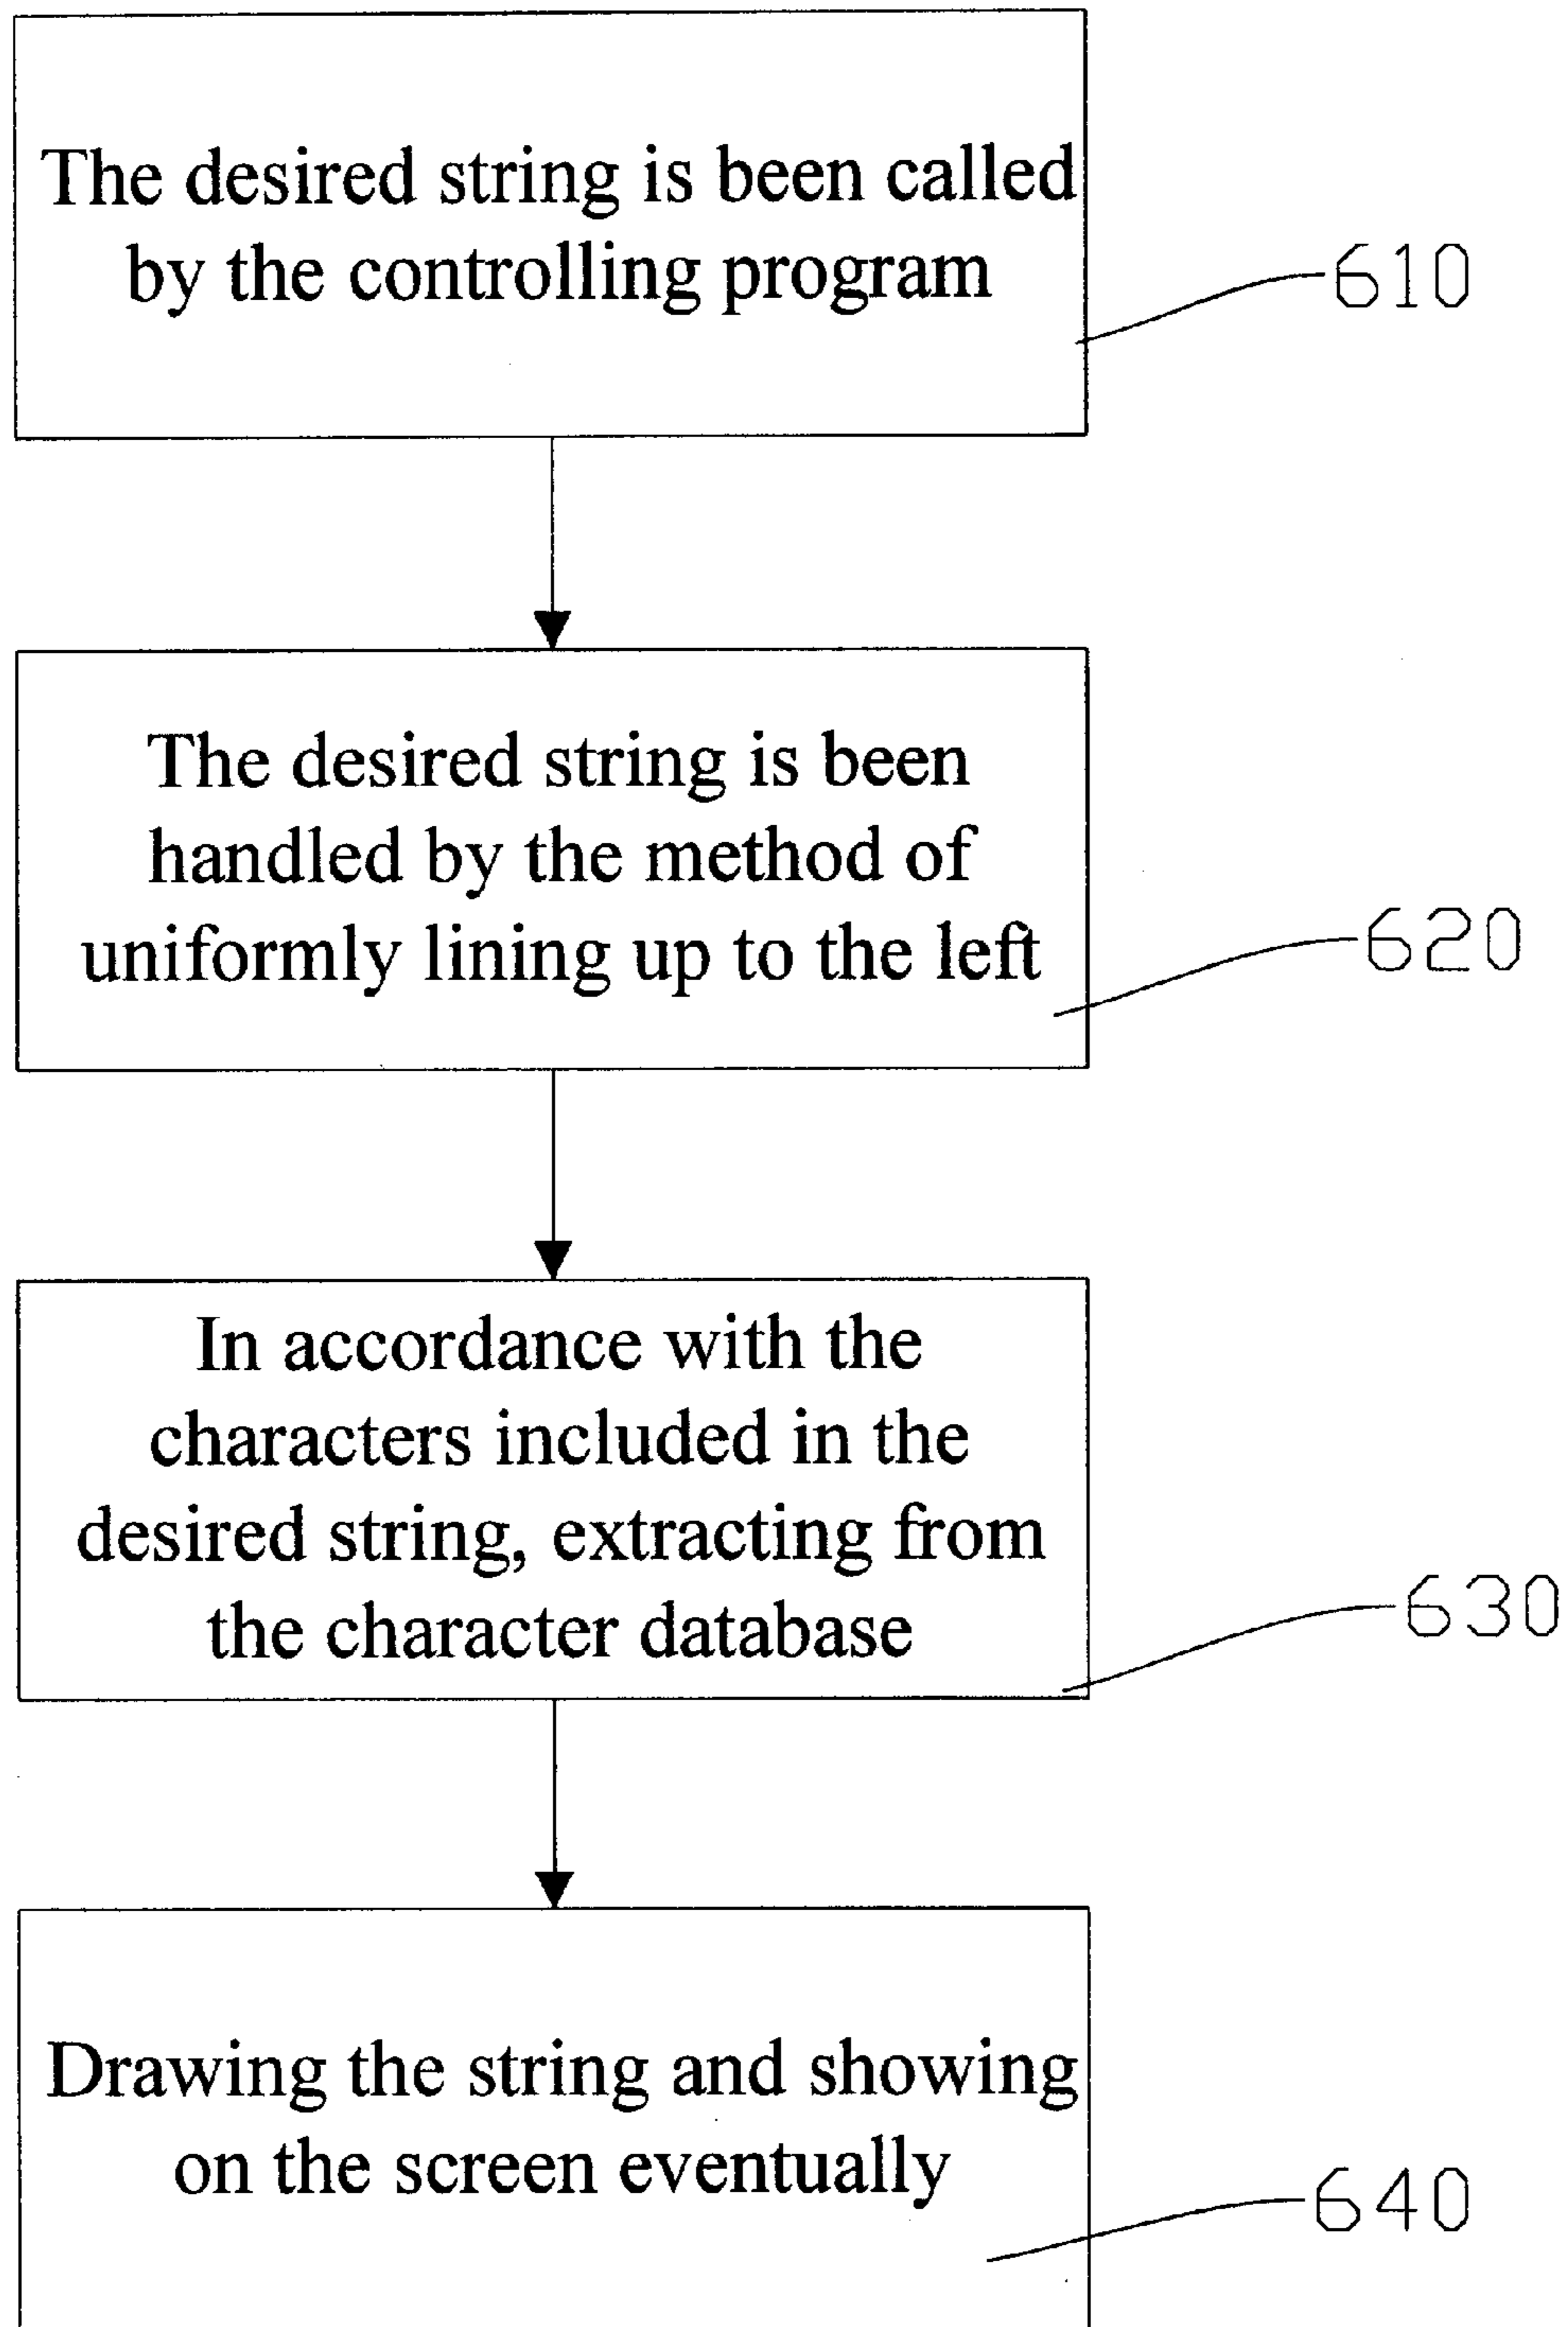 The desired string is been called
by the controlling program
610
The desired string is been
handled by the method of
uniformly lining up to the left
620
In accordance with the
characters included in the
desired string, extracting from
the character database
630
Drawing the string and showing
on the screen eventually
640